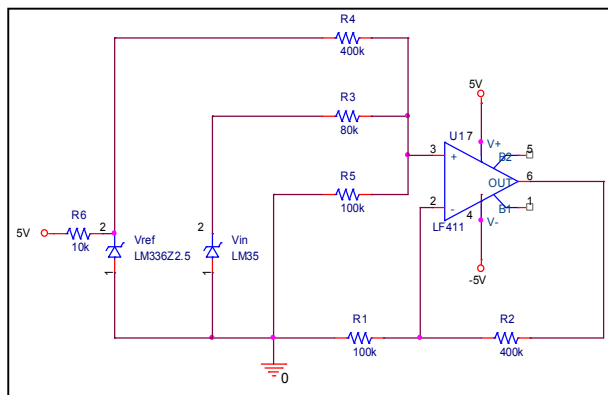 R4
400k
R3
80k
5V
U1
7
V+
5
B2
3
+
R5
100k
OUT
6
2
-
4
B1
1
V-
LF411
-5V
5V
R6
10k
2
Vref
LM336Z2.5
1
2
Vin
LM35
1
R1
100k
R2
400k
0